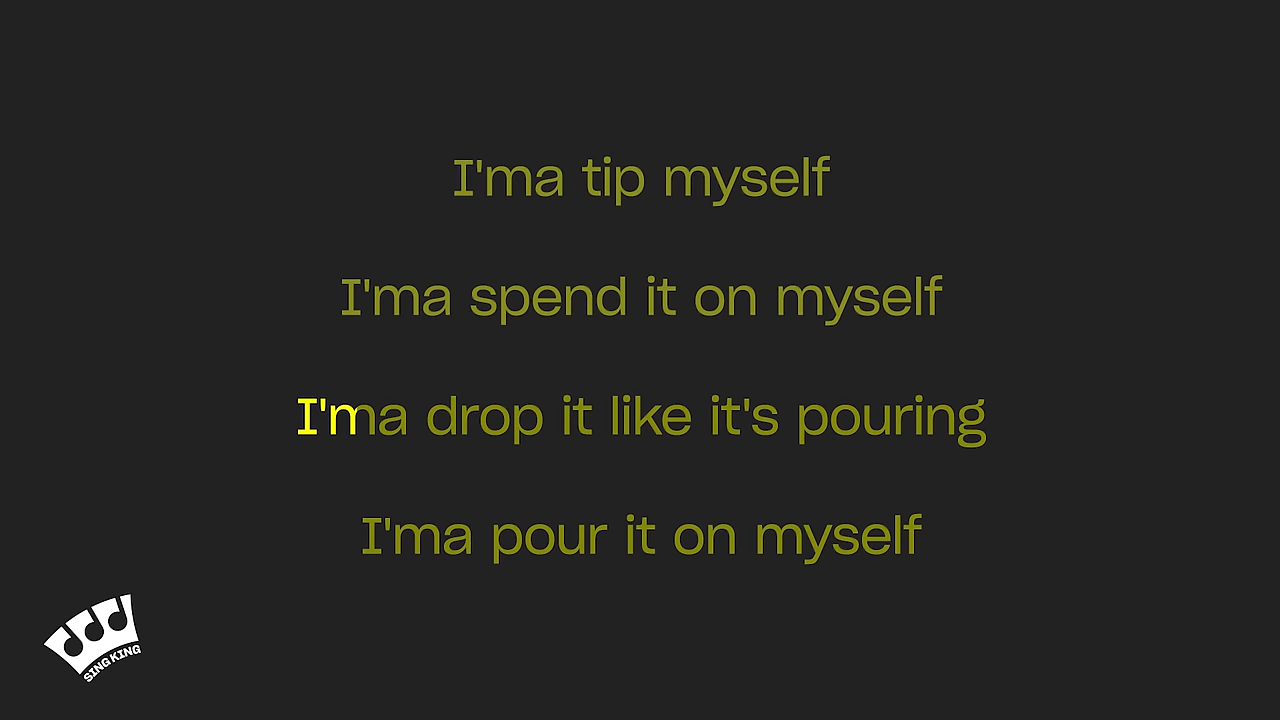 I'ma tip myself
I'ma spend it on myself
I'ma drop it like it's pouring
I'ma pour it on myself
SING KING